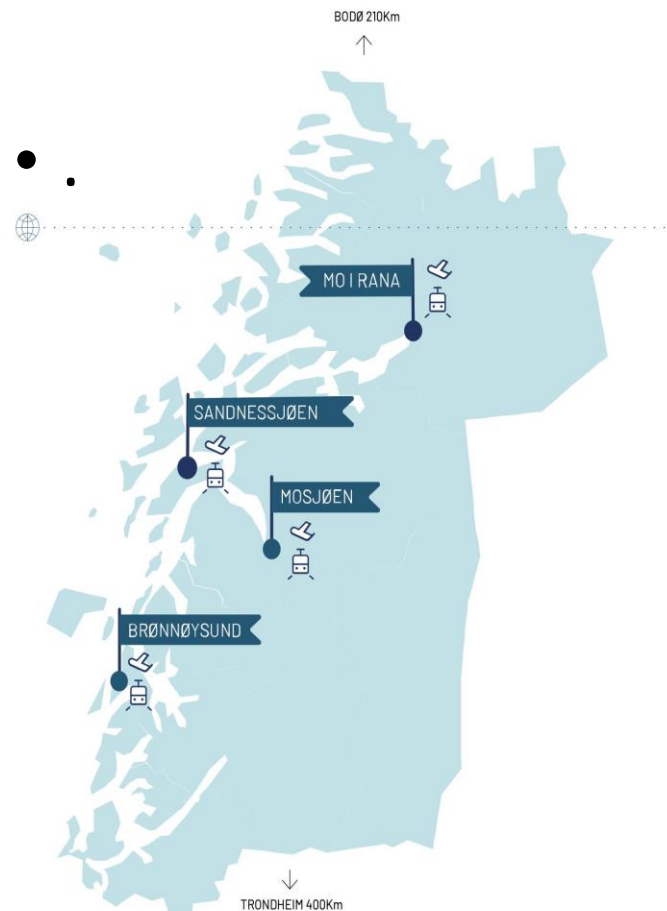 BODØ 210Km
MO I RANA
SANDNESSJØEN
MOSJØEN
BRØNNØYSUND
TRONDHEIM 400Km